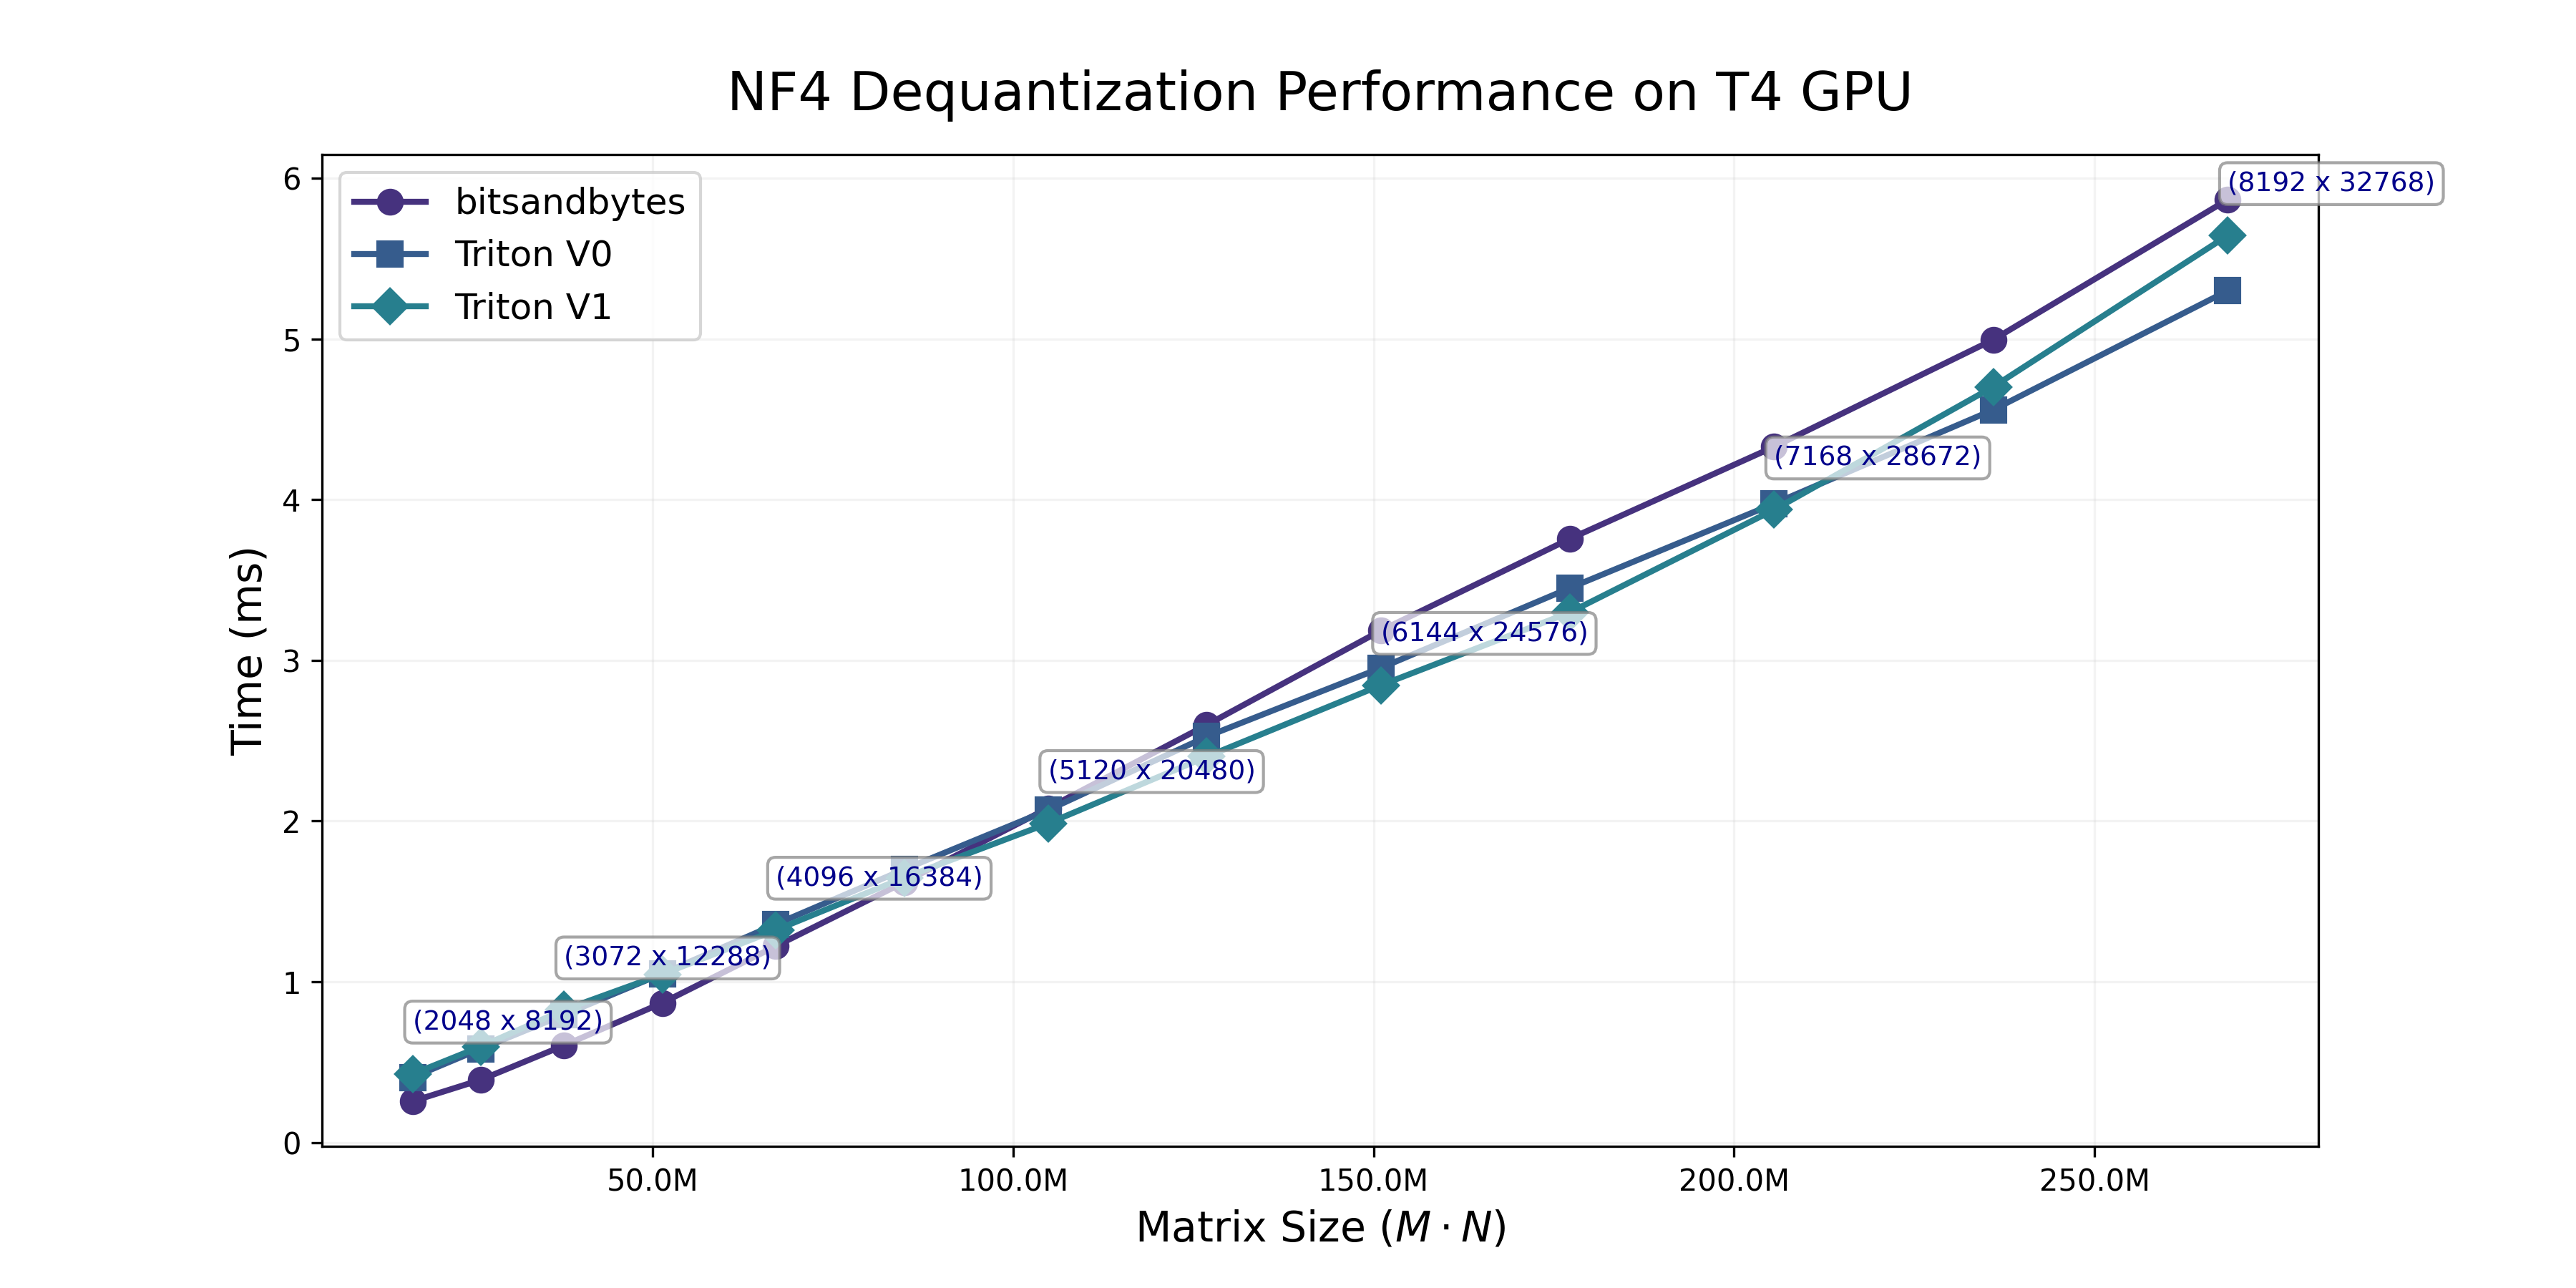 NF4 Dequantization Performance on T4 GPU
bitsandbytes
Triton V0
Triton V1
Time (ms)
6
5
4
3
2
1
0
(8192 x 32768)
(7168 x 28672)
(6144 x 24576)
(5120 x 20480)
(4096 x 16384)
(3072 x 12288)
(2048 x 8192)
50.0M
100.0M
150.0M
200.0M
250.0M
Matrix Size (M · N)